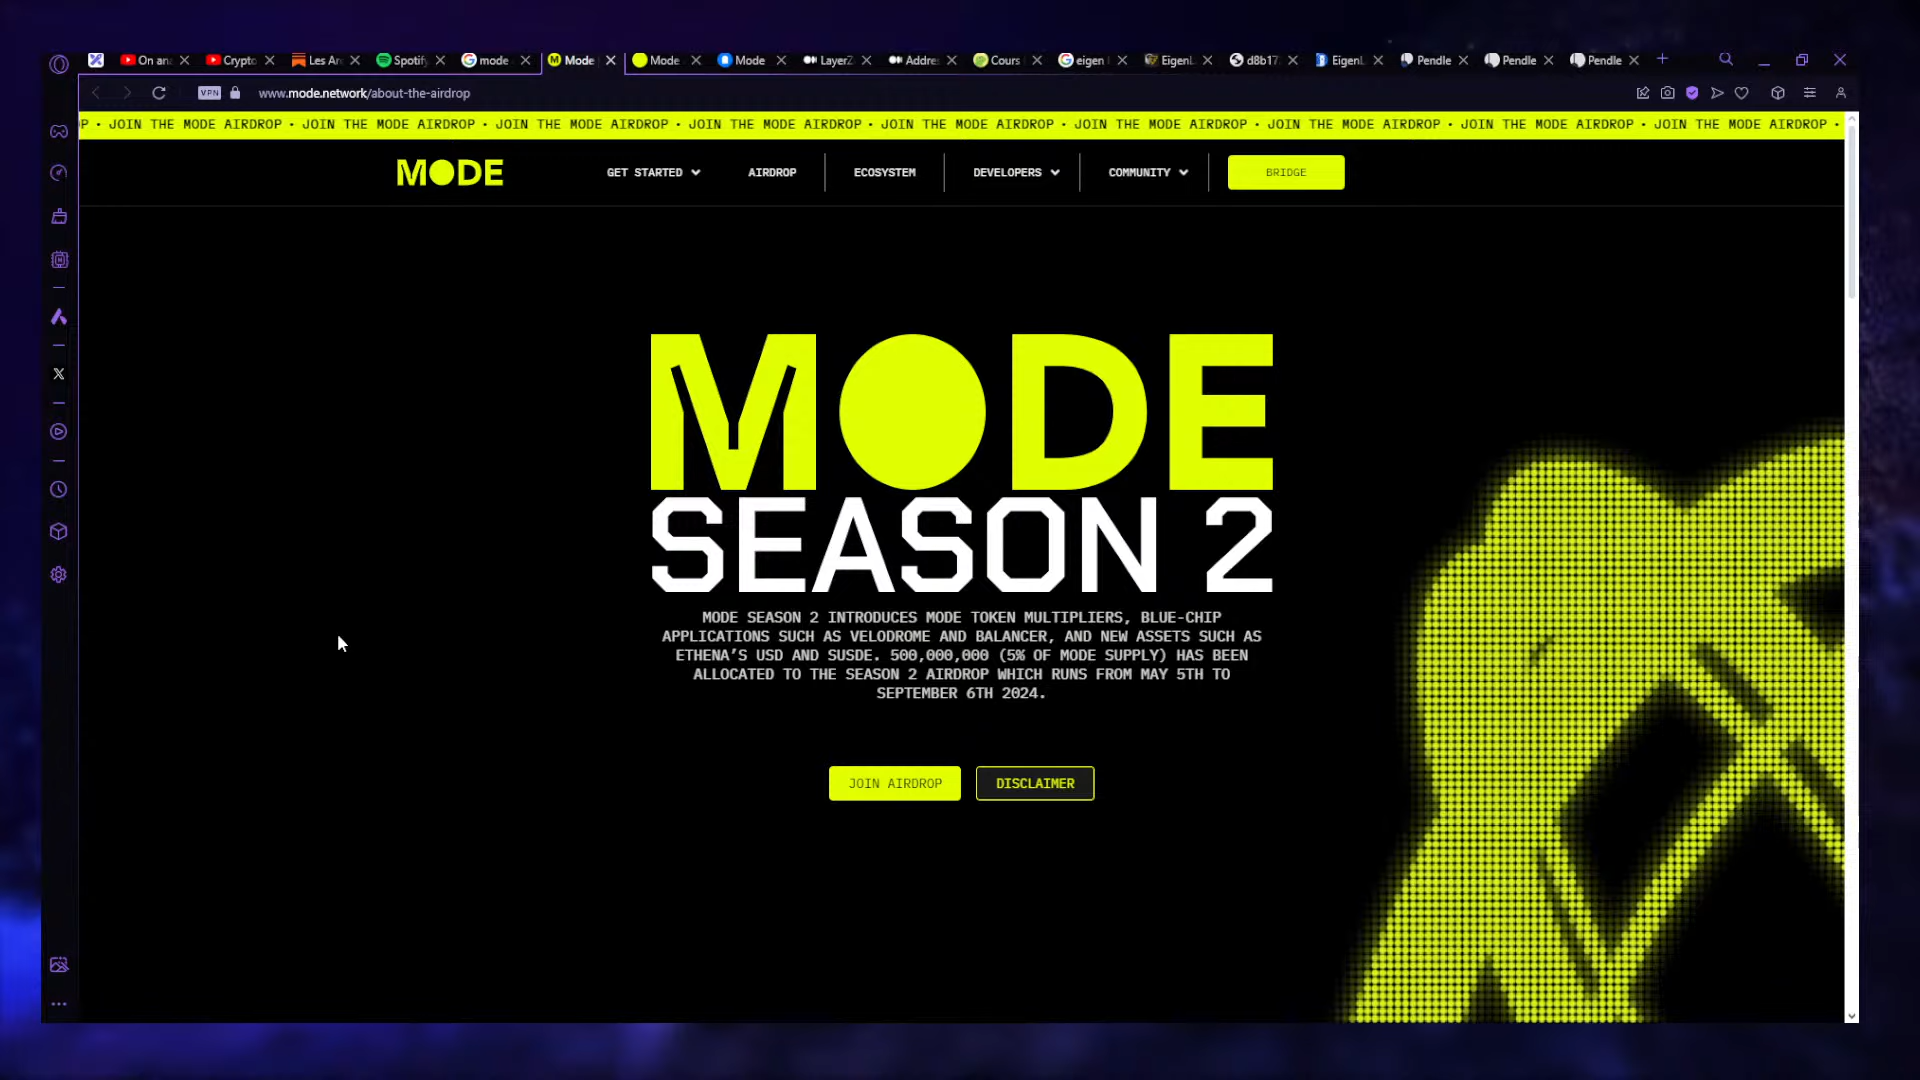 On an
Crypto
Les Ar
Spotify
mode
Mode
Mode
Mode
LayerZ
Addre
Cours
eigen
EigenL
d8b17
EigenL
Pendle
Pendle
Pendle
VPN
www.mode.network/about-the-airdrop
OP • JOIN THE MODE AIRDROP • JOIN THE MODE AIRDROP • JOIN THE MODE AIRDROP • JOIN THE MODE AIRDROP • JOIN THE MODE AIRDROP • JOIN THE MODE AIRDROP • JOIN THE MODE AIRDROP • JOIN THE MODE AIRDROP • JOIN THE MODE AIRDROP •
MODE
GET STARTED
AIRDROP
ECOSYSTEM
DEVELOPERS
COMMUNITY
BRIDGE
MODE
SEASON 2
MODE SEASON 2 INTRODUCES MODE TOKEN MULTIPLIERS, BLUE-CHIP
APPLICATIONS SUCH AS VELODROME AND BALANCER, AND NEW ASSETS SUCH AS
ETHENA’S USD AND SUSDE. 500,000,000 (5% OF MODE SUPPLY) HAS BEEN
ALLOCATED TO THE SEASON 2 AIRDROP WHICH RUNS FROM MAY 5TH TO
SEPTEMBER 6TH 2024.
JOIN AIRDROP
DISCLAIMER